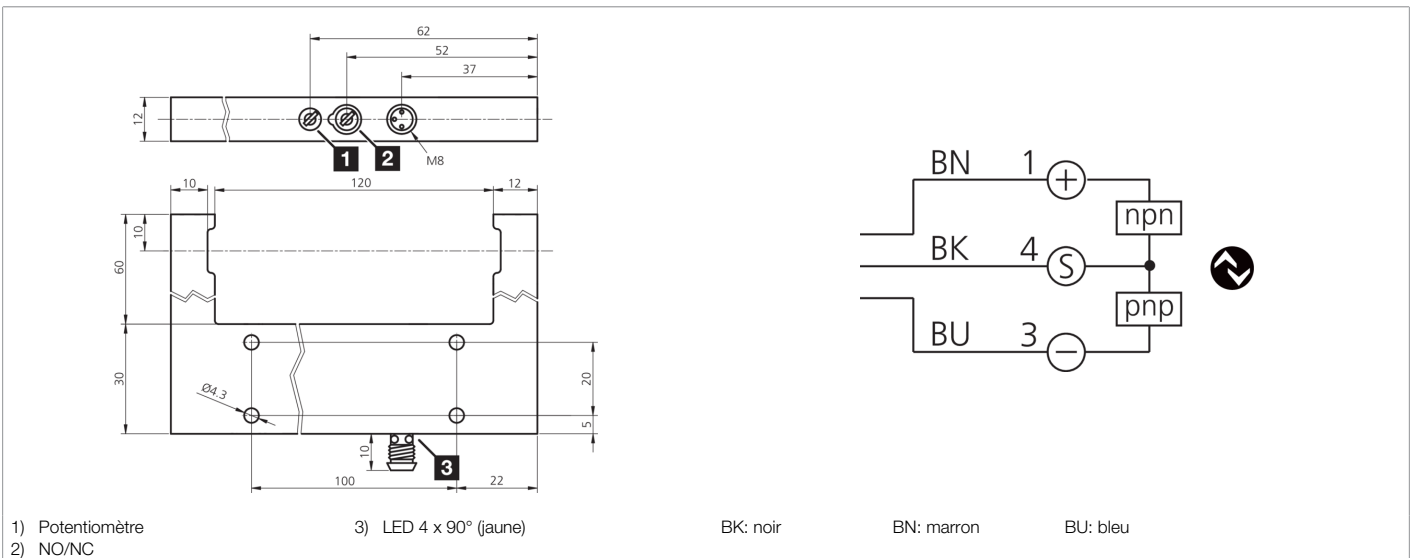 62
52
37
12
1
2
M8
10
120
12
10
60
30
Ø4.3
20
5
10
3
100
22
BN 1 +
npn
BK 4 S
pnp
BU 3 −
1) Potentiomètre 3) LED 4 x 90° (jaune) BK: noir BN: marron BU: bleu
2) NO/NC